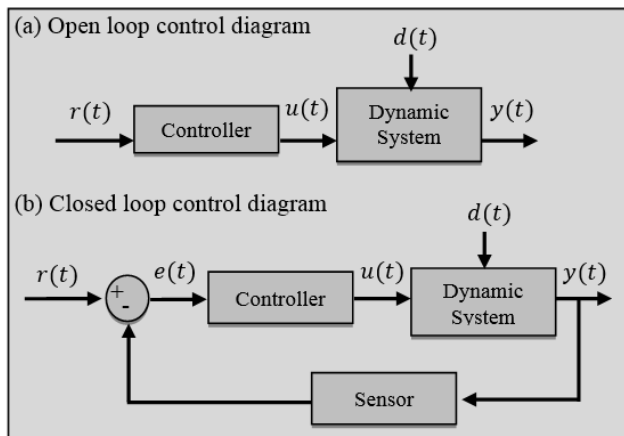 (a) Open loop control diagram
d(t)
r(t)
Controller
u(t)
Dynamic
System
y(t)
(b) Closed loop control diagram
d(t)
r(t)
+
-
e(t)
Controller
u(t)
Dynamic
System
y(t)
Sensor